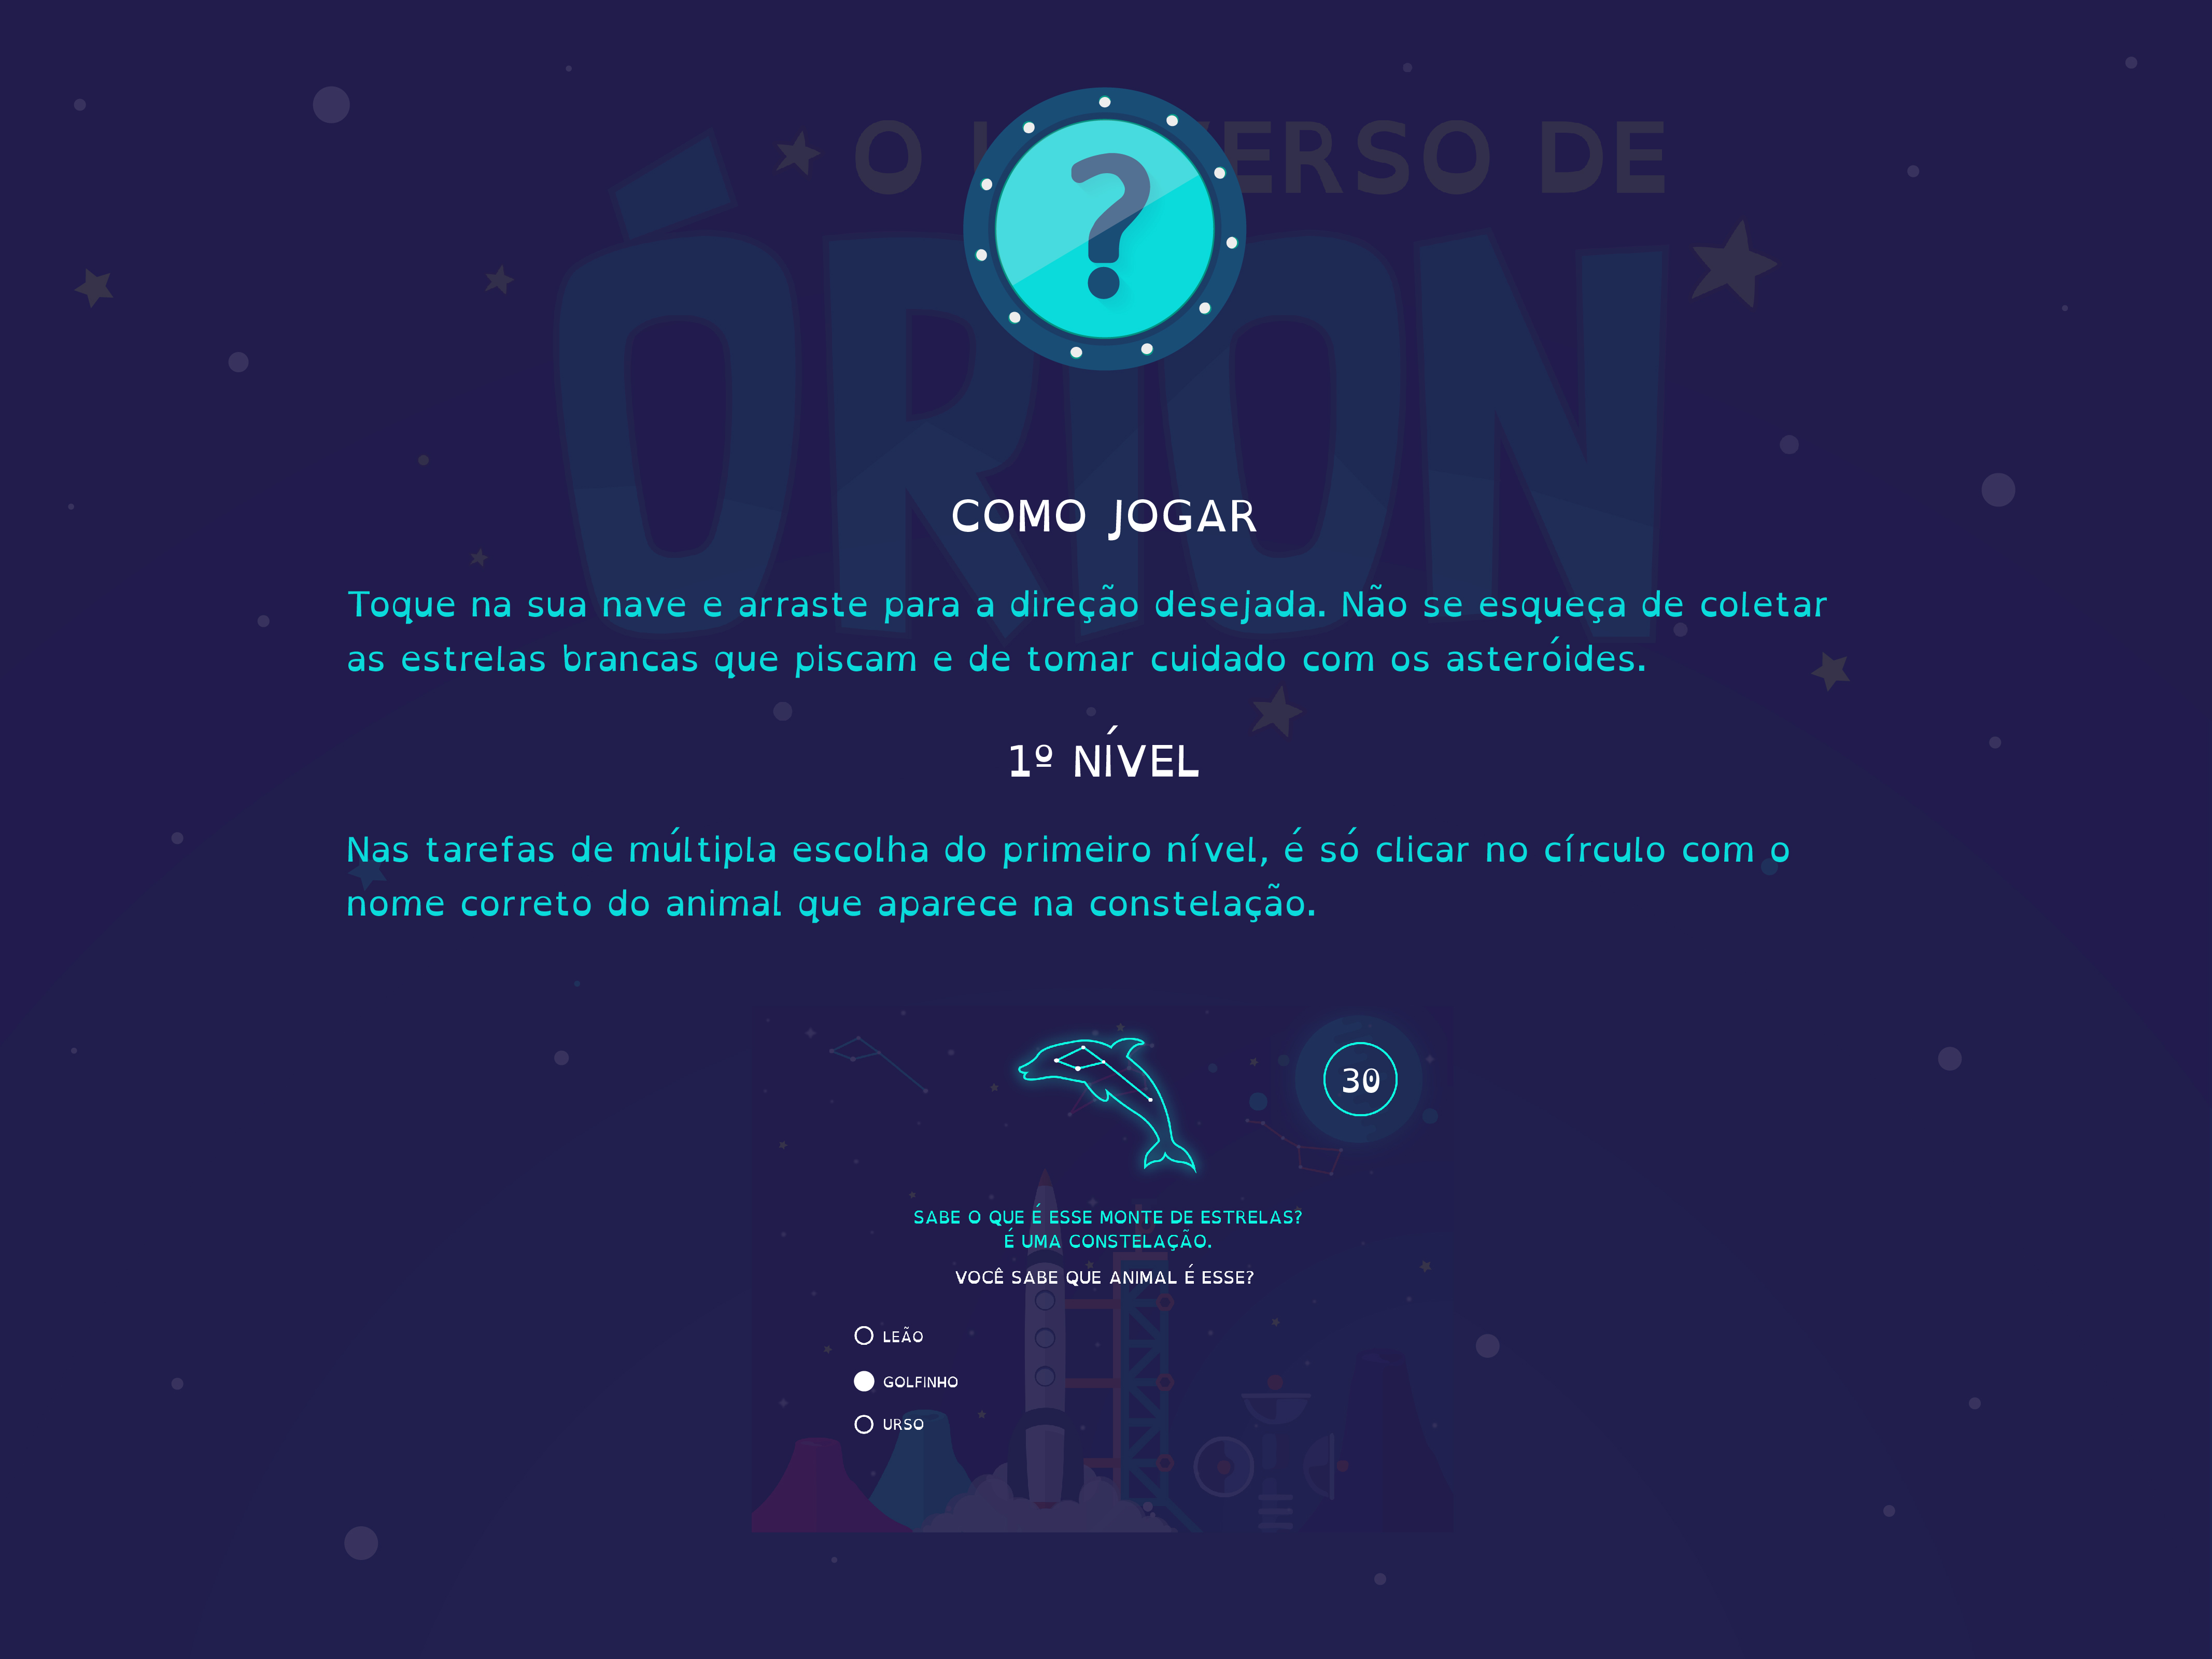 O UNIVERSO DE
ÓRION
?
COMO JOGAR
Toque na sua nave e arraste para a direção desejada. Não se esqueça de coletar
as estrelas brancas que piscam e de tomar cuidado com os asteróides.
1º NÍVEL
Nas tarefas de múltipla escolha do primeiro nível, é só clicar no círculo com o
nome correto do animal que aparece na constelação.
30
SABE O QUE É ESSE MONTE DE ESTRELAS?
É UMA CONSTELAÇÃO.
VOCÊ SABE QUE ANIMAL É ESSE?
LEÃO
GOLFINHO
URSO